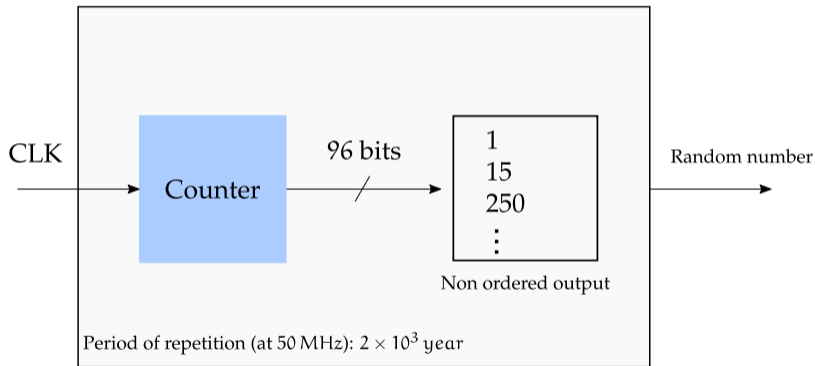 CLK
Counter
96 bits
1
15
250
⋮
Non ordered output
Random number
Period of repetition (at 50 MHz): 2 × 10³ year